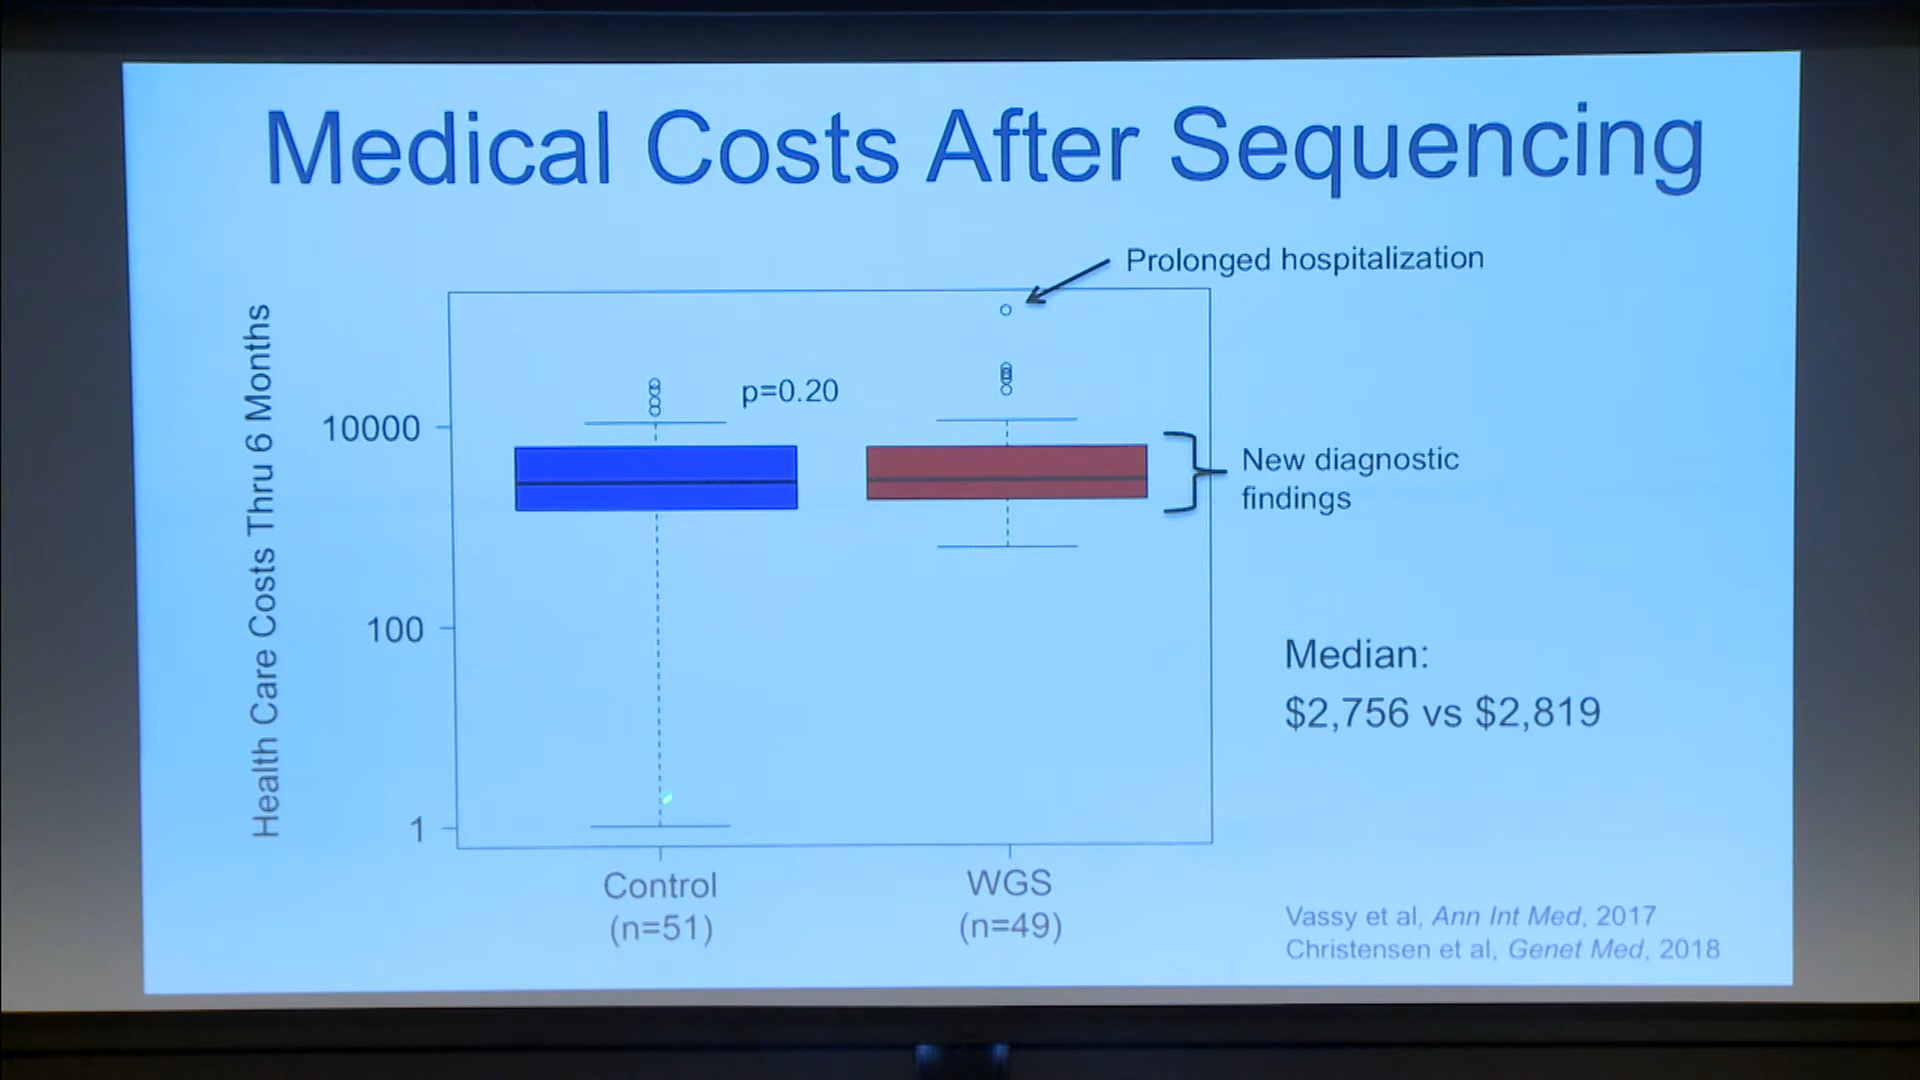 Medical Costs After Sequencing
Prolonged hospitalization
Health Care Costs Thru 6 Months
p=0.20
10000
New diagnostic
findings
100
Median:
$2,756 vs $2,819
1
Control
(n=51)
WGS
(n=49)
Vassy et al, Ann Int Med, 2017
Christensen et al, Genet Med, 2018